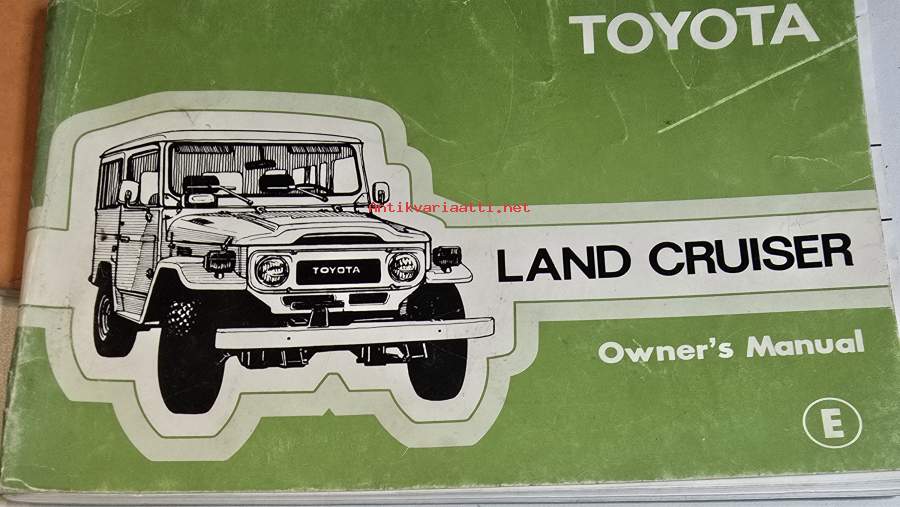 TOYOTA
Antikvariaatti.net
TOYOTA
LAND CRUISER
Owner's Manual
E